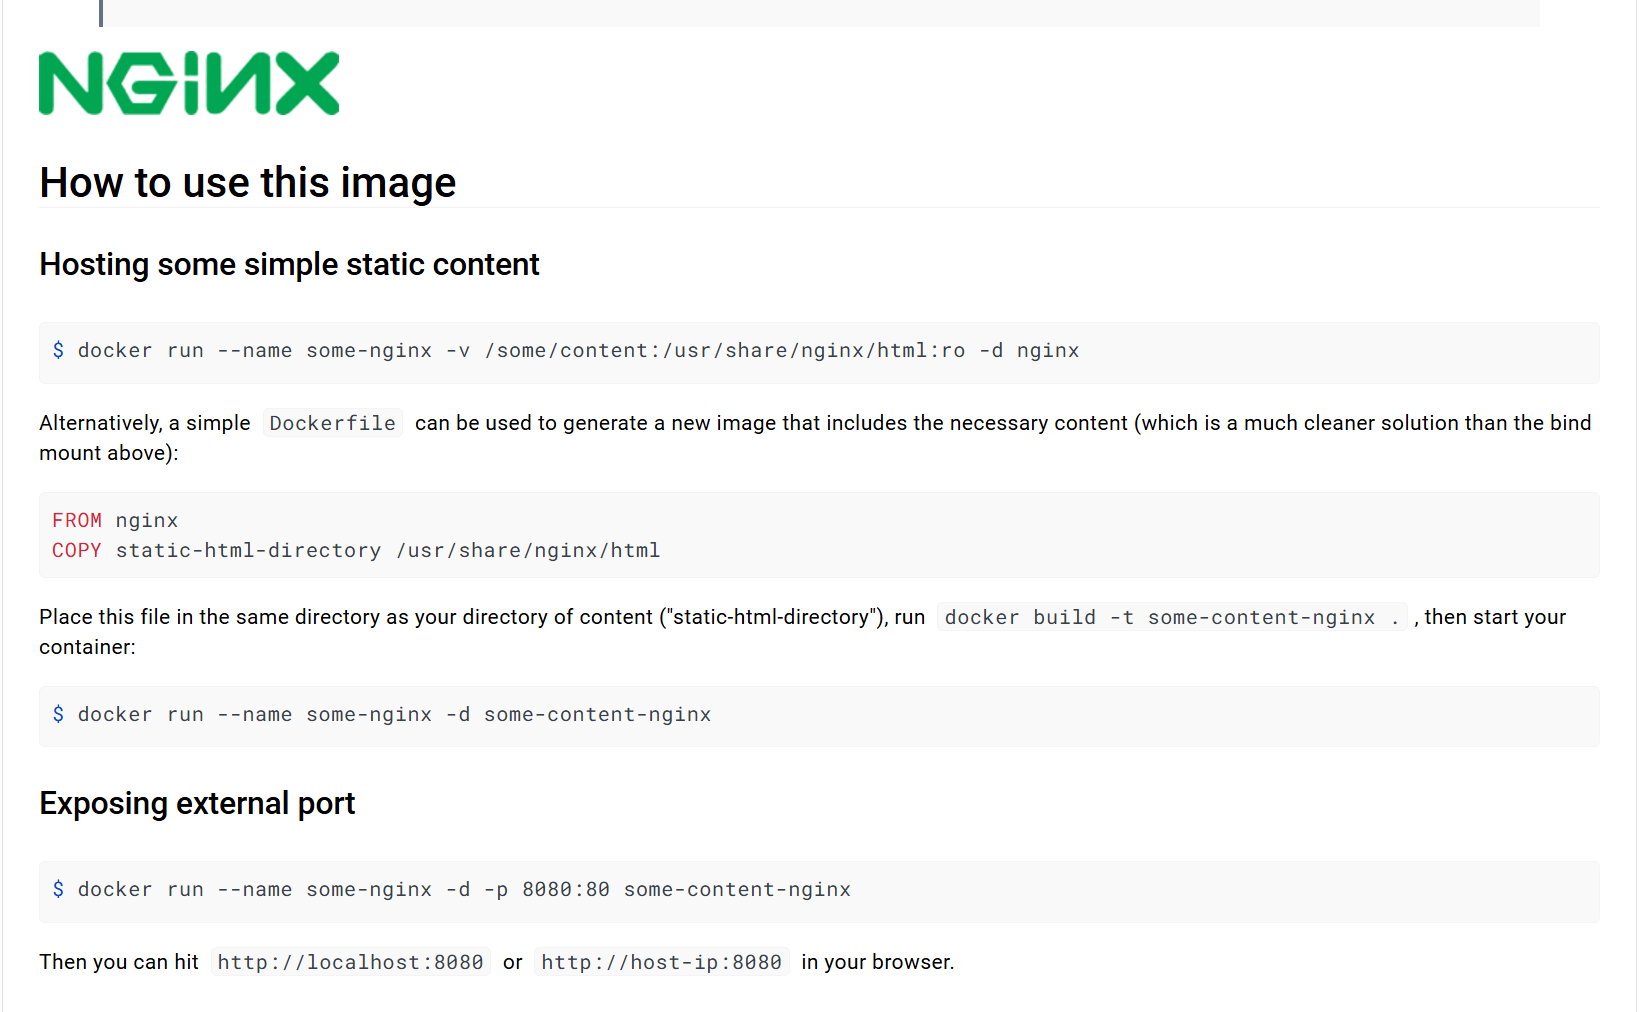 NGINX
How to use this image
Hosting some simple static content
$ docker run --name some-nginx -v /some/content:/usr/share/nginx/html:ro -d nginx
Alternatively, a simple Dockerfile can be used to generate a new image that includes the necessary content (which is a much cleaner solution than the bind
mount above):
FROM nginx
COPY static-html-directory /usr/share/nginx/html
Place this file in the same directory as your directory of content ("static-html-directory"), run docker build -t some-content-nginx . , then start your
container:
$ docker run --name some-nginx -d some-content-nginx
Exposing external port
$ docker run --name some-nginx -d -p 8080:80 some-content-nginx
Then you can hit http://localhost:8080 or http://host-ip:8080 in your browser.